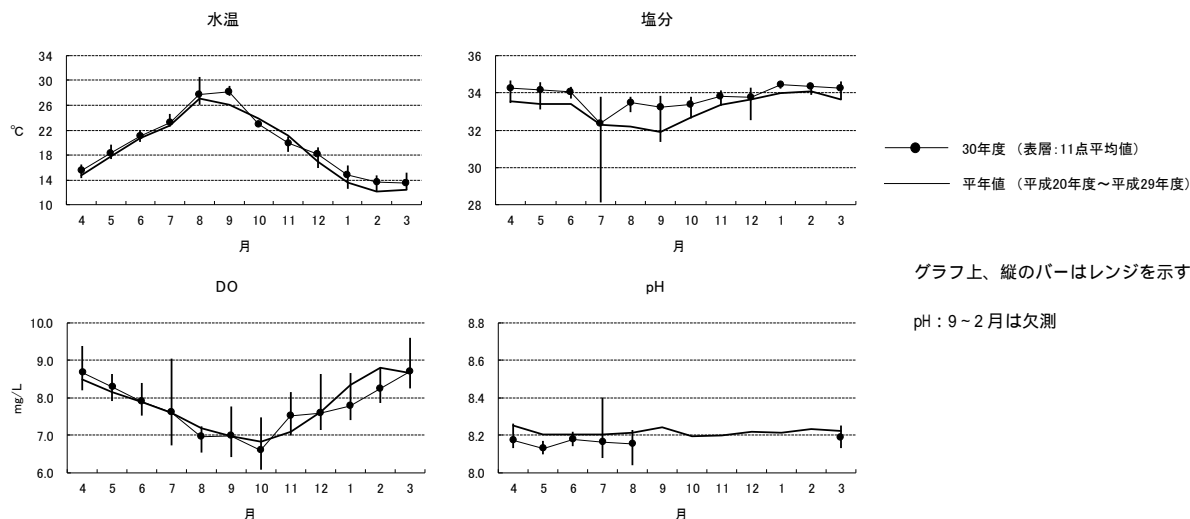 水温
34
30
26
22
18
14
10
℃
4 5 6 7 8 9 10 11 12 1 2 3
月
塩分
36
34
32
30
28
4 5 6 7 8 9 10 11 12 1 2 3
月
30年度 (表層:11点平均値)
平年値 (平成20年度～平成29年度)
グラフ上、縦のバーはレンジを示す
pH：9～2月は欠測
DO
10.0
9.0
8.0
7.0
6.0
mg/L
4 5 6 7 8 9 10 11 12 1 2 3
月
pH
8.8
8.6
8.4
8.2
8.0
4 5 6 7 8 9 10 11 12 1 2 3
月